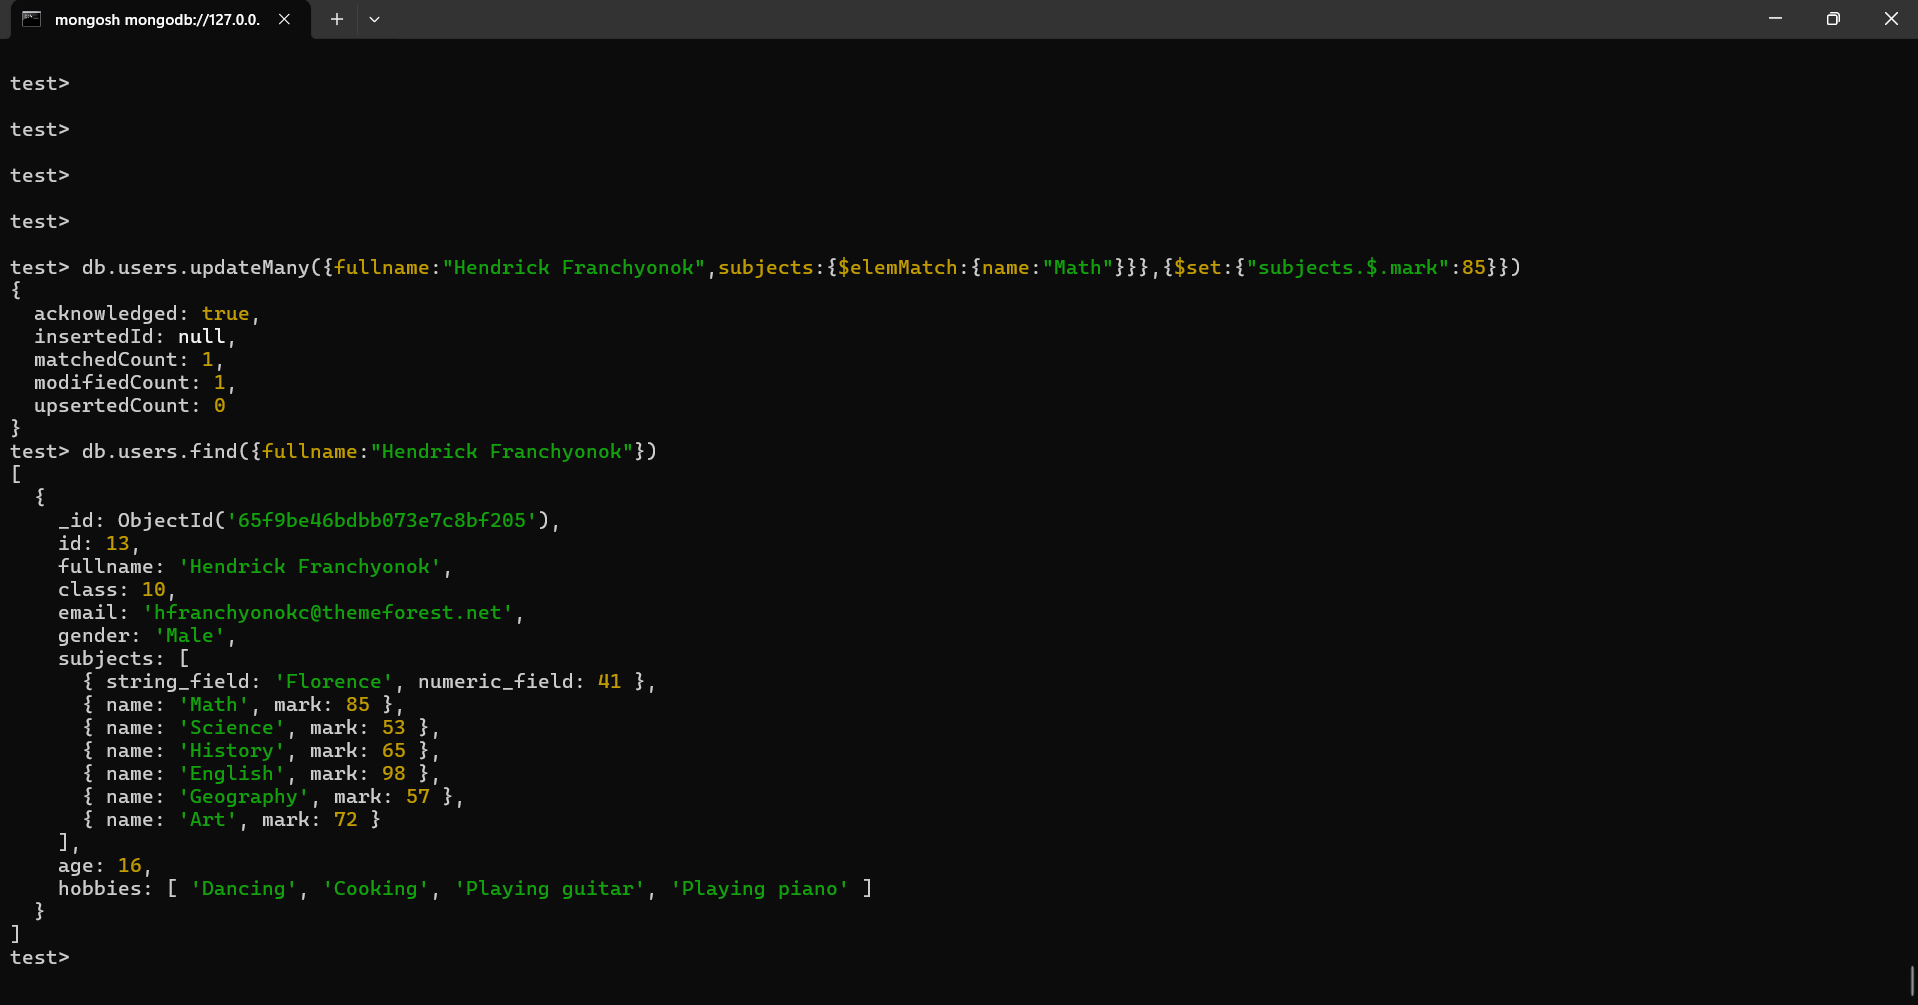 mongosh mongodb://127.0.0.
test>
test>
test>
test>
test> db.users.updateMany({fullname:"Hendrick Franchyonok",subjects:{$elemMatch:{name:"Math"}}},{$set:{"subjects.$.mark":85}})
{
  acknowledged: true,
  insertedId: null,
  matchedCount: 1,
  modifiedCount: 1,
  upsertedCount: 0
}
test> db.users.find({fullname:"Hendrick Franchyonok"})
[
  {
    _id: ObjectId('65f9be46bdbb073e7c8bf205'),
    id: 13,
    fullname: 'Hendrick Franchyonok',
    class: 10,
    email: 'hfranchyonokc@themeforest.net',
    gender: 'Male',
    subjects: [
      { string_field: 'Florence', numeric_field: 41 },
      { name: 'Math', mark: 85 },
      { name: 'Science', mark: 53 },
      { name: 'History', mark: 65 },
      { name: 'English', mark: 98 },
      { name: 'Geography', mark: 57 },
      { name: 'Art', mark: 72 }
    ],
    age: 16,
    hobbies: [ 'Dancing', 'Cooking', 'Playing guitar', 'Playing piano' ]
  }
]
test>